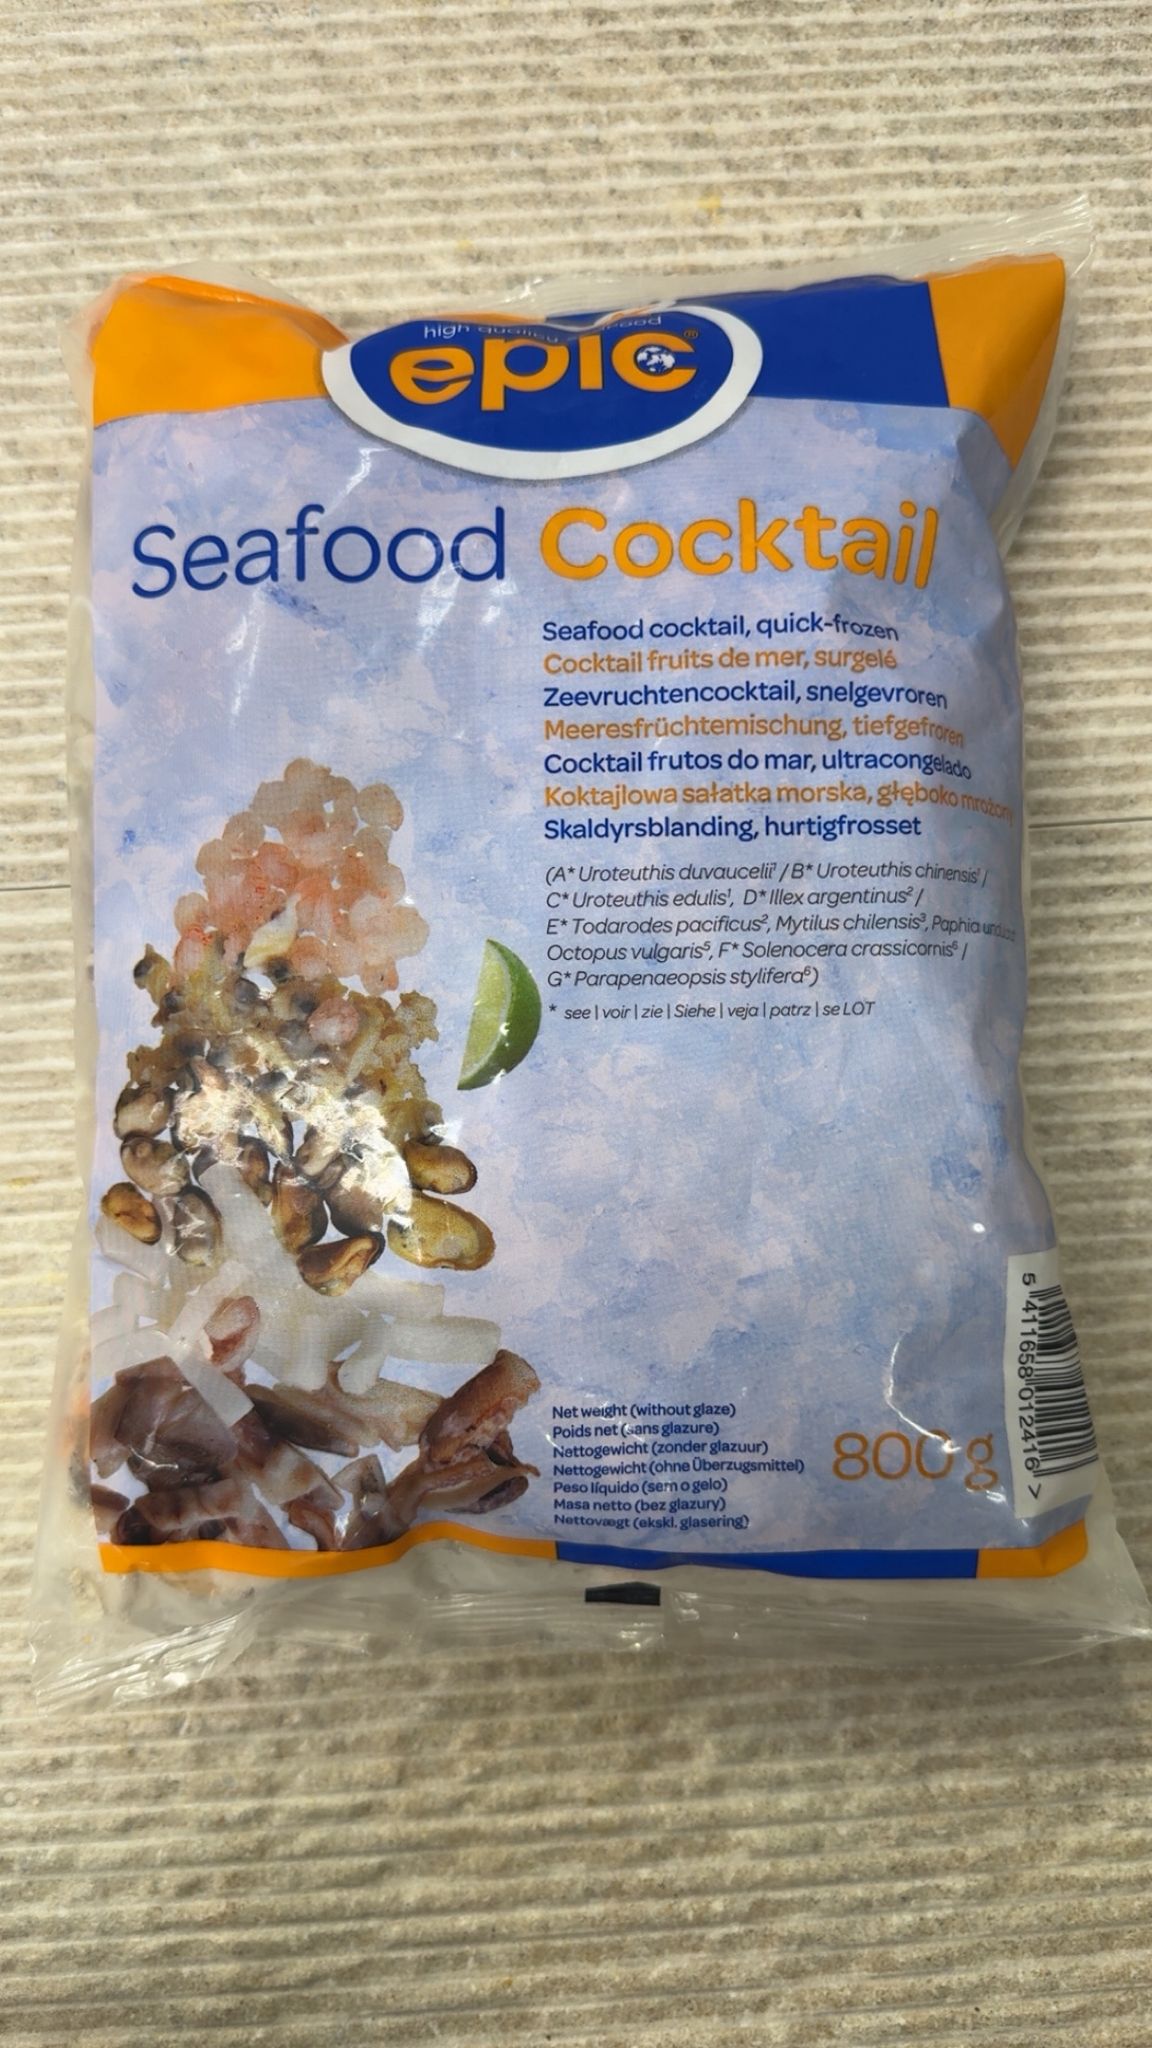 high quality seafood
epic®
Seafood Cocktail
Seafood cocktail, quick-frozen
Cocktail fruits de mer, surgelé
Zeevruchtencocktail, snelgevroren
Meeresfrüchtemischung, tiefgefroren
Cocktail frutos do mar, ultracongelado
Koktajlowa sałatka morska, głęboko mrożony
Skaldyrsblanding, hurtigfrosset
(A* Uroteuthis duvaucelii¹ / B* Uroteuthis chinensis¹ /
C* Uroteuthis edulis¹, D* Illex argentinus² /
E* Todarodes pacificus², Mytilus chilensis³, Paphia
Octopus vulgaris⁵, F* Solenocera crassicornis⁶ /
G* Parapenaeopsis stylifera⁶)
* see | voir | zie | Siehe | veja | patrz | se LOT
Net weight (without glaze)
Poids net (sans glazure)
Nettogewicht (zonder glazuur)
Nettogewicht (ohne Überzugsmittel)
Peso líquido (sem o gelo)
Masa netto (bez glazury)
Nettovægt (ekskl. glasering)
800 g
5 411658 012416 >